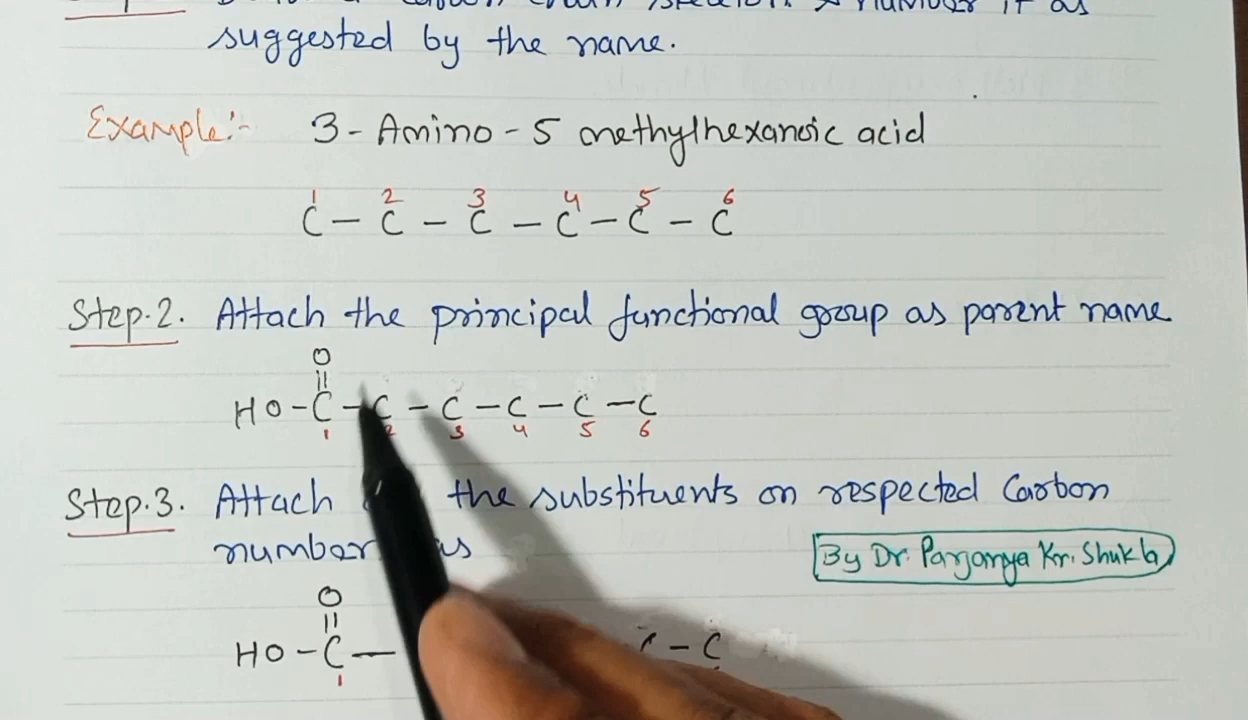 suggested by the name.
Example:- 3-Amino-5 methylhexanoic acid
1 2 3 4 5 6
C - C - C - C - C - C
Step.2. Attach the principal functional group as parent name
O
||
HO - C - C - C - C - C - C
1 2 3 4 5 6
Step.3. Attach the substituents on respected Carbon
number as
By Dr. Parjanya Kr. Shukla
O
||
HO - C - C - C
1